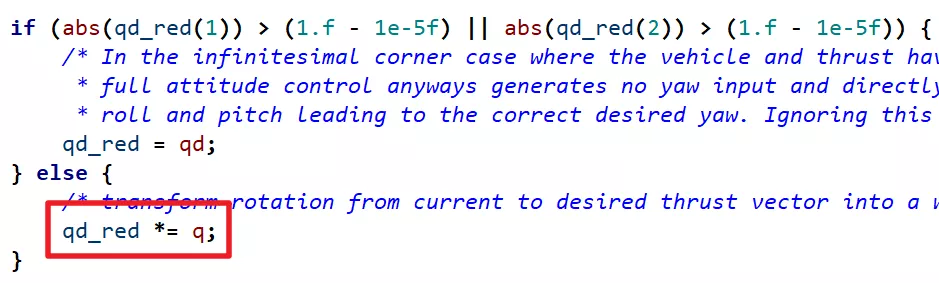 if (abs(qd_red(1)) > (1.f - 1e-5f) || abs(qd_red(2)) > (1.f - 1e-5f)) {
/* In the infinitesimal corner case where the vehicle and thrust hav
* full attitude control anyways generates no yaw input and directly
* roll and pitch leading to the correct desired yaw. Ignoring this
qd_red = qd;
} else {
/* transform rotation from current to desired thrust vector into a w
qd_red *= q;
}